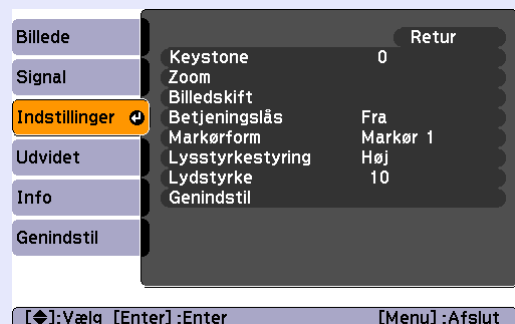 Billede
Signal
Indstillinger
Udvidet
Info
Genindstil
Retur
Keystone 0
Zoom
Billedskift
Betjeningslås Fra
Markørform Markør 1
Lysstyrkestyring Høj
Lydstyrke 10
Genindstil
[◆]:Vælg [Enter]:Enter [Menu]:Afslut